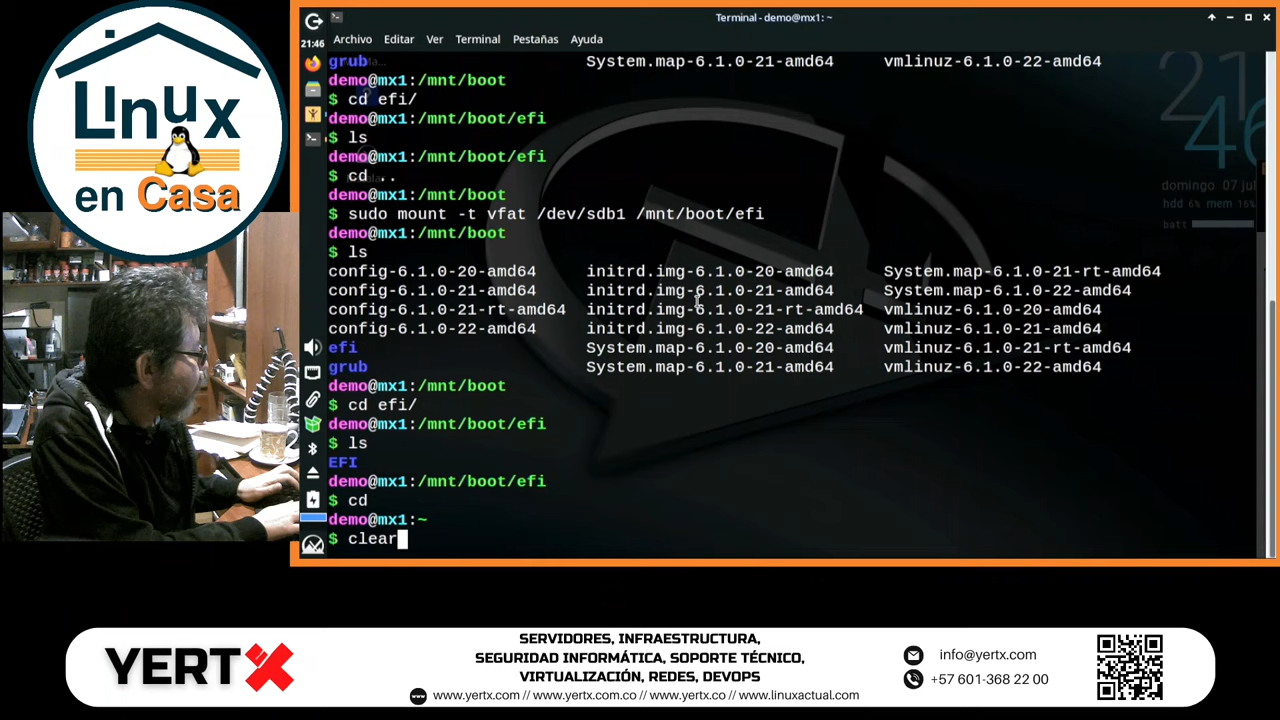 Linux
en Casa
Terminal - demo@mx1: ~
21:46
Archivo Editar Ver Terminal Pestañas Ayuda
grub System.map-6.1.0-21-amd64 vmlinuz-6.1.0-22-amd64
demo@mx1:/mnt/boot
$ cd efi/
demo@mx1:/mnt/boot/efi
$ ls
demo@mx1:/mnt/boot/efi
$ cd ..
demo@mx1:/mnt/boot
$ sudo mount -t vfat /dev/sdb1 /mnt/boot/efi
demo@mx1:/mnt/boot
$ ls
config-6.1.0-20-amd64 initrd.img-6.1.0-20-amd64 System.map-6.1.0-21-rt-amd64
config-6.1.0-21-amd64 initrd.img-6.1.0-21-amd64 System.map-6.1.0-22-amd64
config-6.1.0-21-rt-amd64 initrd.img-6.1.0-21-rt-amd64 vmlinuz-6.1.0-20-amd64
config-6.1.0-22-amd64 initrd.img-6.1.0-22-amd64 vmlinuz-6.1.0-21-amd64
efi System.map-6.1.0-20-amd64 vmlinuz-6.1.0-21-rt-amd64
grub System.map-6.1.0-21-amd64 vmlinuz-6.1.0-22-amd64
demo@mx1:/mnt/boot
$ cd efi/
demo@mx1:/mnt/boot/efi
$ ls
EFI
demo@mx1:/mnt/boot/efi
$ cd
demo@mx1:~
$ clear
21
46
domingo 07 jul
hdd 6% mem 16%
batt
YERTX
SERVIDORES, INFRAESTRUCTURA,
SEGURIDAD INFORMÁTICA, SOPORTE TÉCNICO,
VIRTUALIZACIÓN, REDES, DEVOPS
www.yertx.com // www.yertx.com.co // www.yertx.co // www.linuxactual.com
info@yertx.com
+57 601-368 22 00